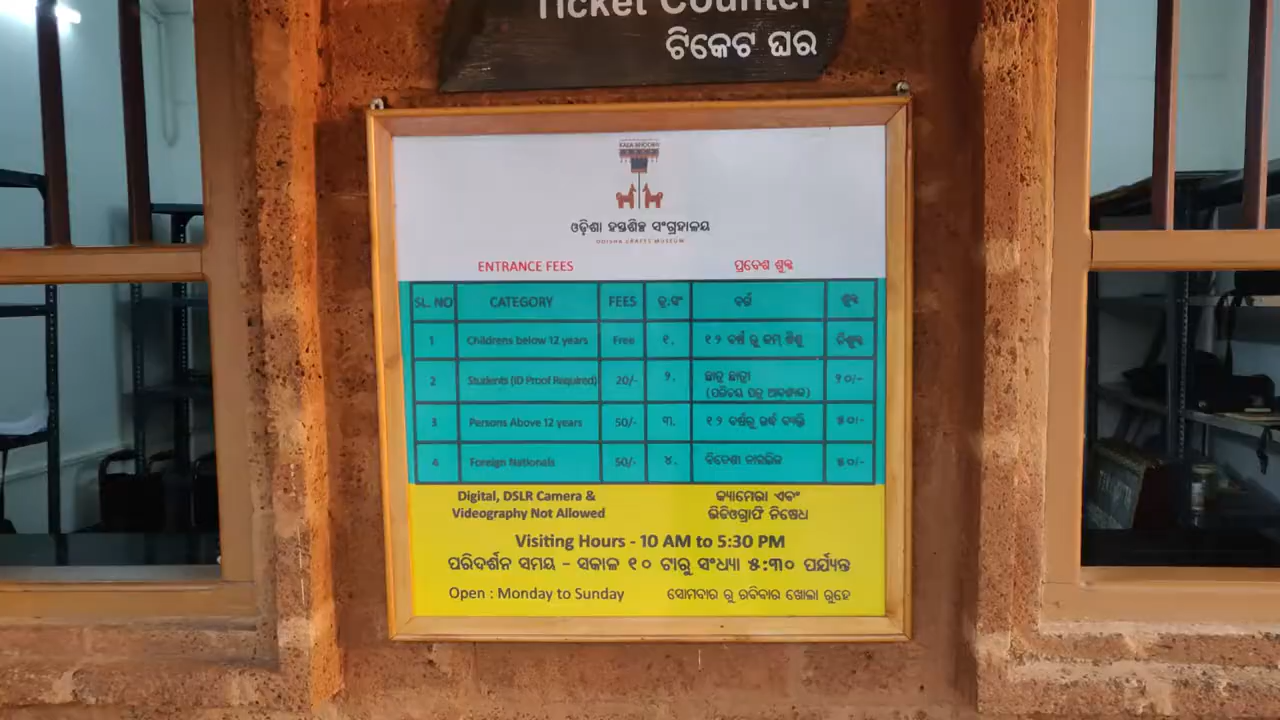 Ticket Counter
ଟିକେଟ ଘର
KALA BHOOMI
ଓଡ଼ିଶା ହସ୍ତଶିଳ୍ପ ସଂଗ୍ରହାଳୟ
ODISHA CRAFTS MUSEUM
ENTRANCE FEES ପ୍ରବେଶ ଶୁଳ୍କ
SL. NO CATEGORY FEES କ୍ର.ସଂ ବର୍ଗ ଶୁଳ୍କ
1 Childrens below 12 years Free ୧. ୧୨ ବର୍ଷ ରୁ କମ୍ ଶିଶୁ ନିଶୁଳ୍କ
2 Students (ID Proof Required) 20/- ୨. ଛାତ୍ର ଛାତ୍ରୀ (ପରିଚୟ ପତ୍ର ଆବଶ୍ୟକ) ୨୦/-
3 Persons Above 12 years 50/- ୩. ୧୨ ବର୍ଷରୁ ଉର୍ଦ୍ଧ ବ୍ୟକ୍ତି ୫୦/-
4 Foreign Nationals 50/- ୪. ବିଦେଶୀ ନାଗରିକ ୫୦/-
Digital, DSLR Camera & କ୍ୟାମେରା ଏବଂ
Videography Not Allowed ଭିଡିଓଗ୍ରାଫି ନିଷେଧ
Visiting Hours - 10 AM to 5:30 PM
ପରିଦର୍ଶନ ସମୟ – ସକାଳ ୧୦ ଟାରୁ ସଂଧ୍ୟା ୫:୩୦ ପର୍ଯ୍ୟନ୍ତ
Open : Monday to Sunday ସୋମବାର ରୁ ରବିବାର ଖୋଲା ରୁହେ